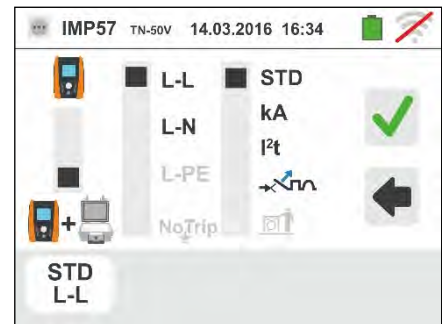 IMP57 TN-50V 14.03.2016 16:34
L-L STD
L-N kA
I²t
L-PE
NoTrip
+
STD
L-L